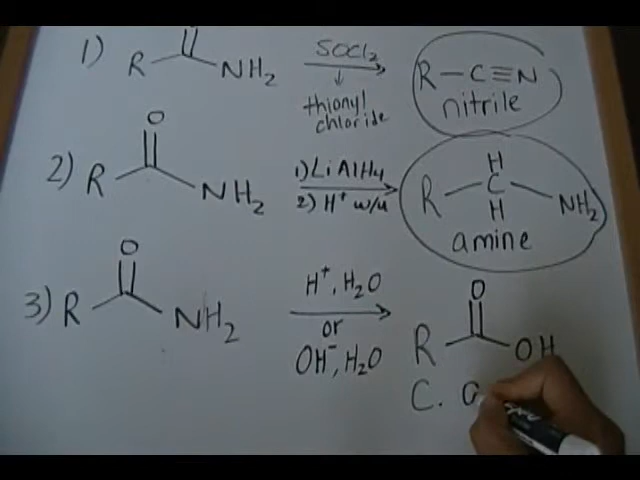 1) R NH2 SOCl2 R-C≡N
thionyl chloride nitrile
2) O R NH2 1) LiAlH4 2) H+ w/u H R C NH2 H
amine
3) O R NH2 H+, H2O or OH-, H2O O R OH
C. a